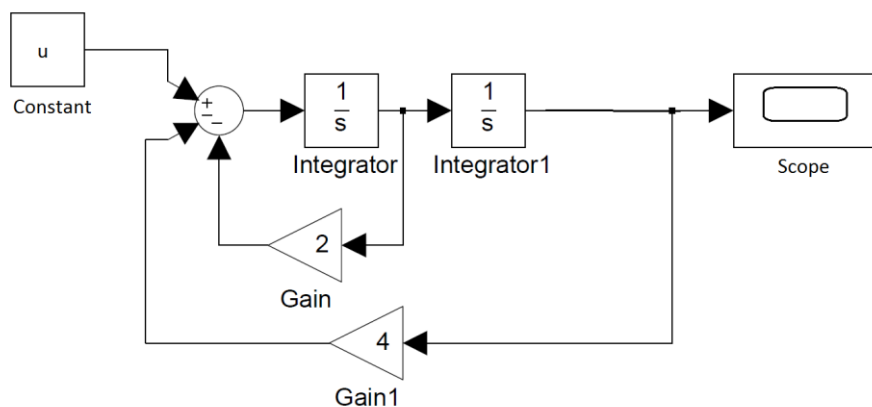 u
Constant
+
−
−
1
s
Integrator
1
s
Integrator1
Scope
2
Gain
4
Gain1